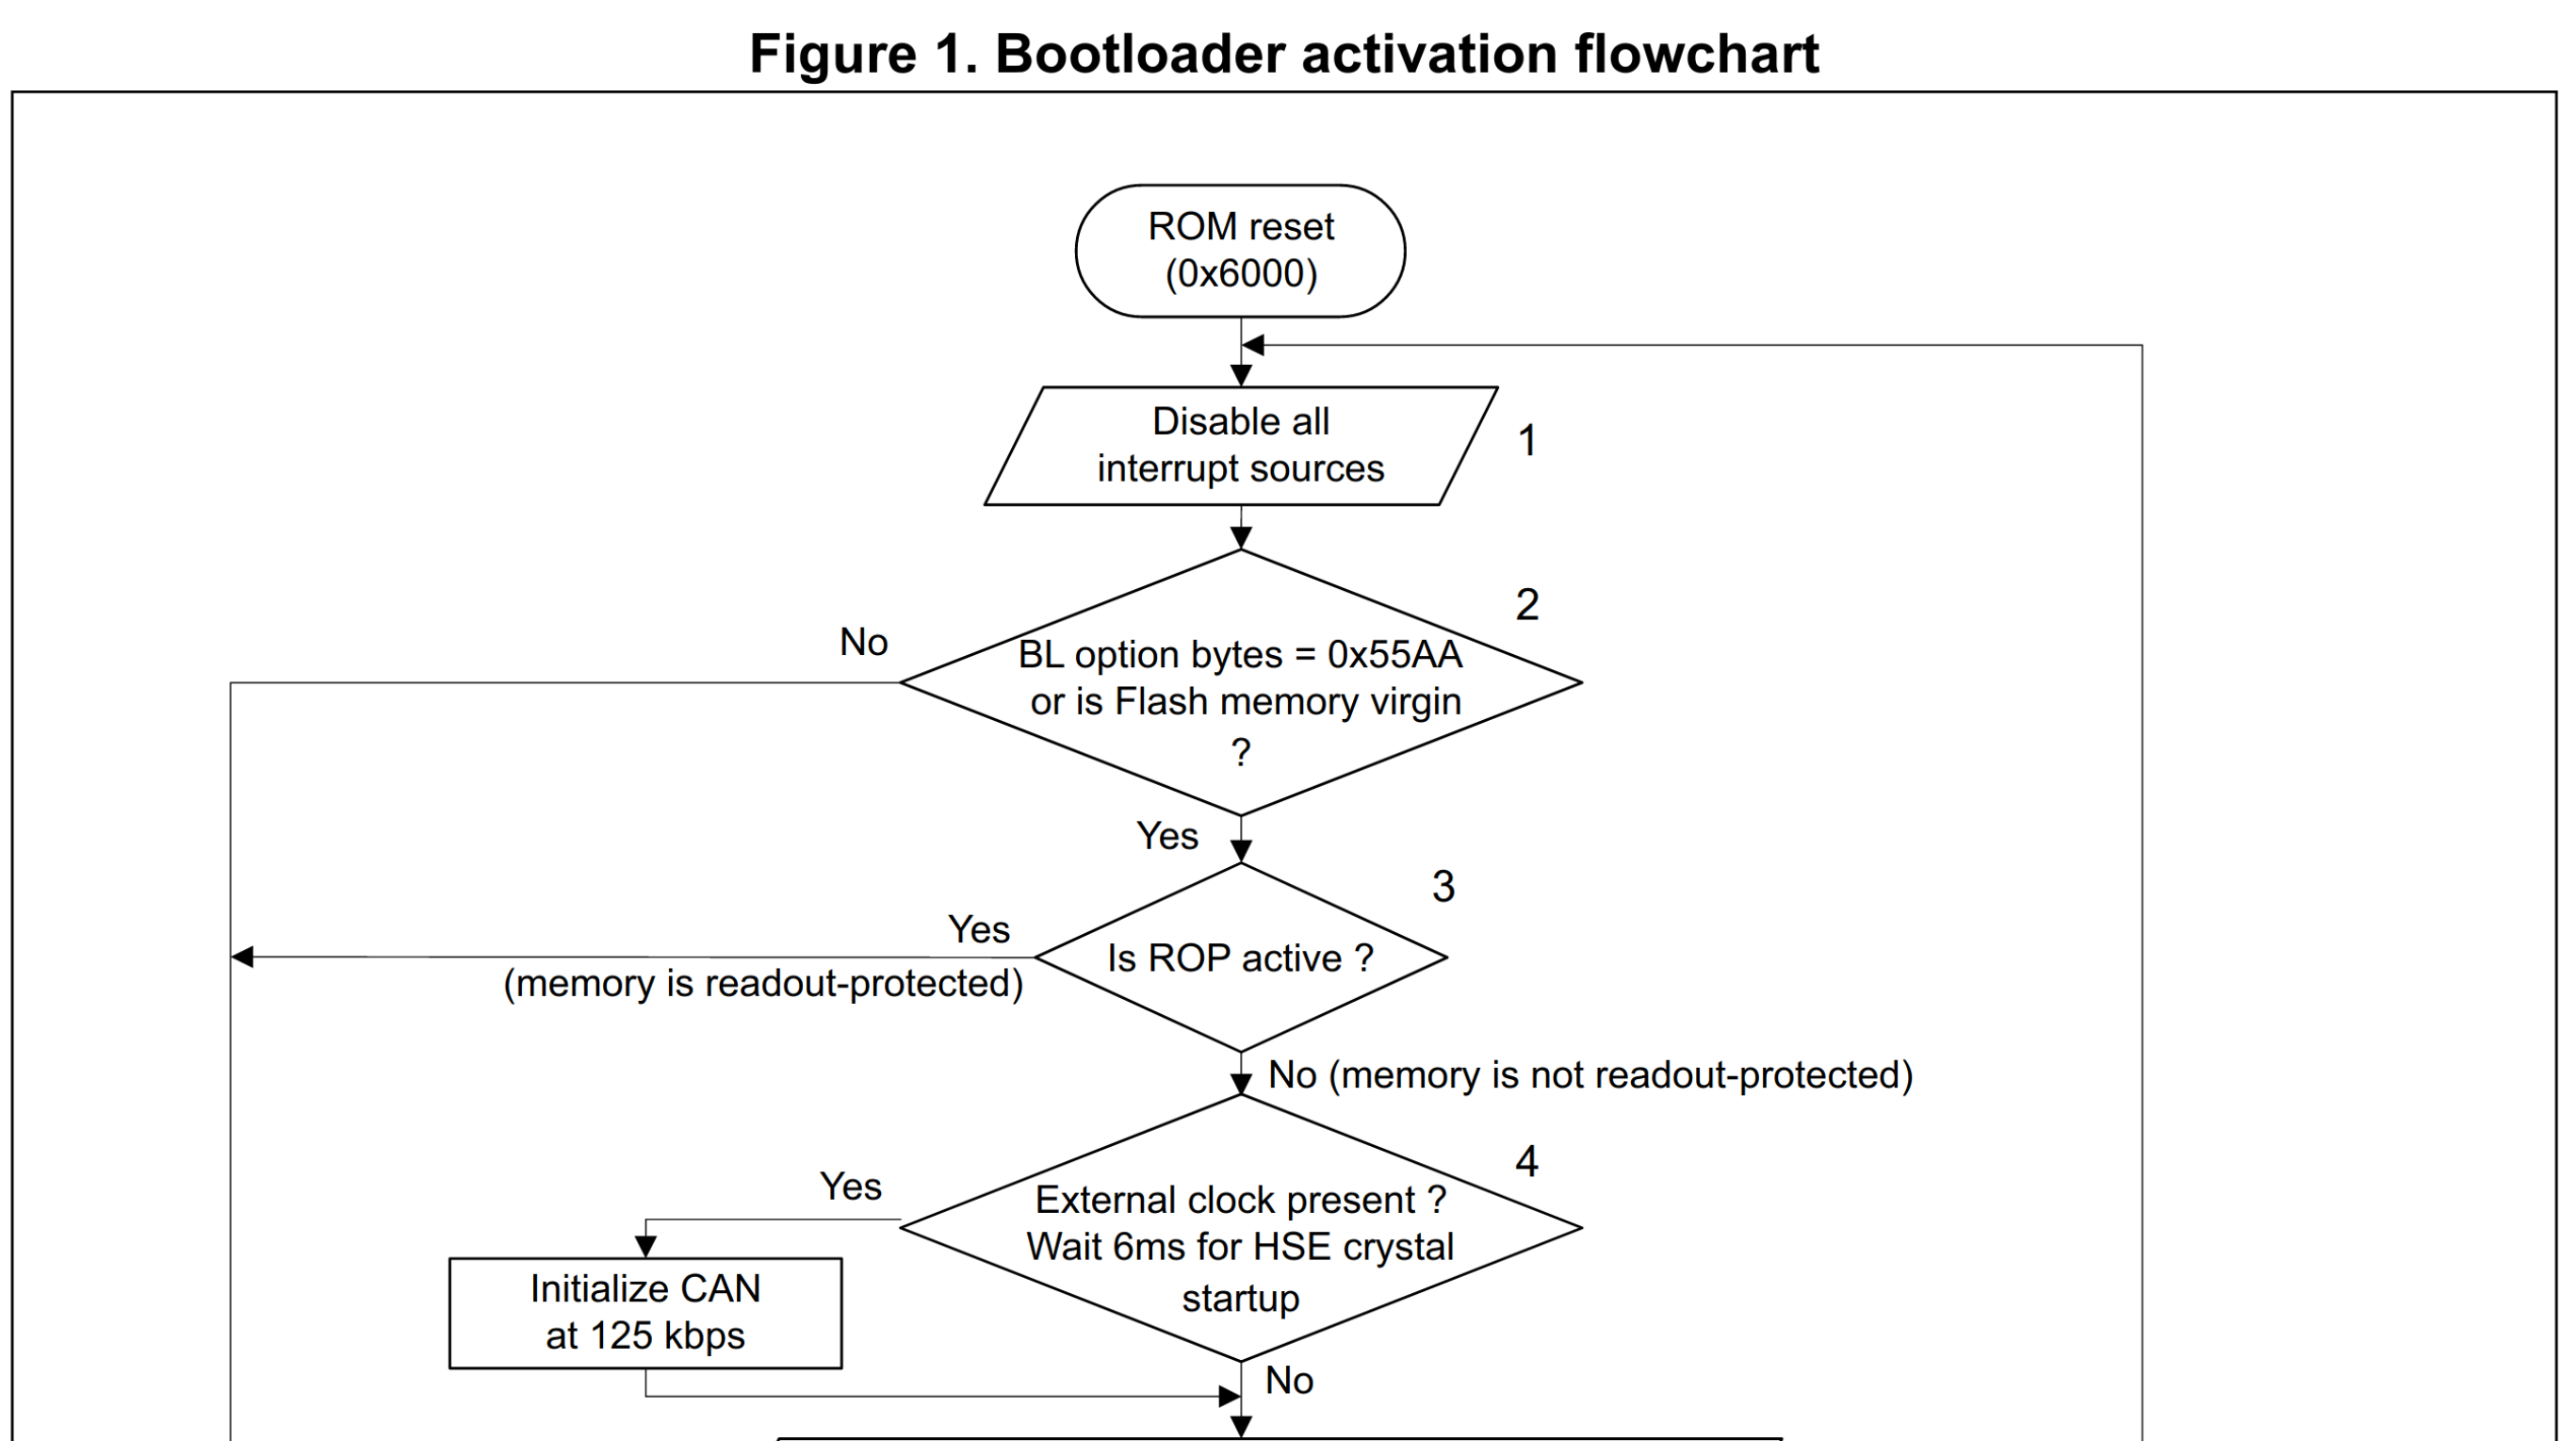 Figure 1. Bootloader activation flowchart
ROM reset
(0x6000)
Disable all
interrupt sources
1
2
No
BL option bytes = 0x55AA
or is Flash memory virgin
?
Yes
3
Yes
Is ROP active ?
(memory is readout-protected)
No (memory is not readout-protected)
4
Yes
External clock present ?
Wait 6ms for HSE crystal
startup
Initialize CAN
at 125 kbps
No